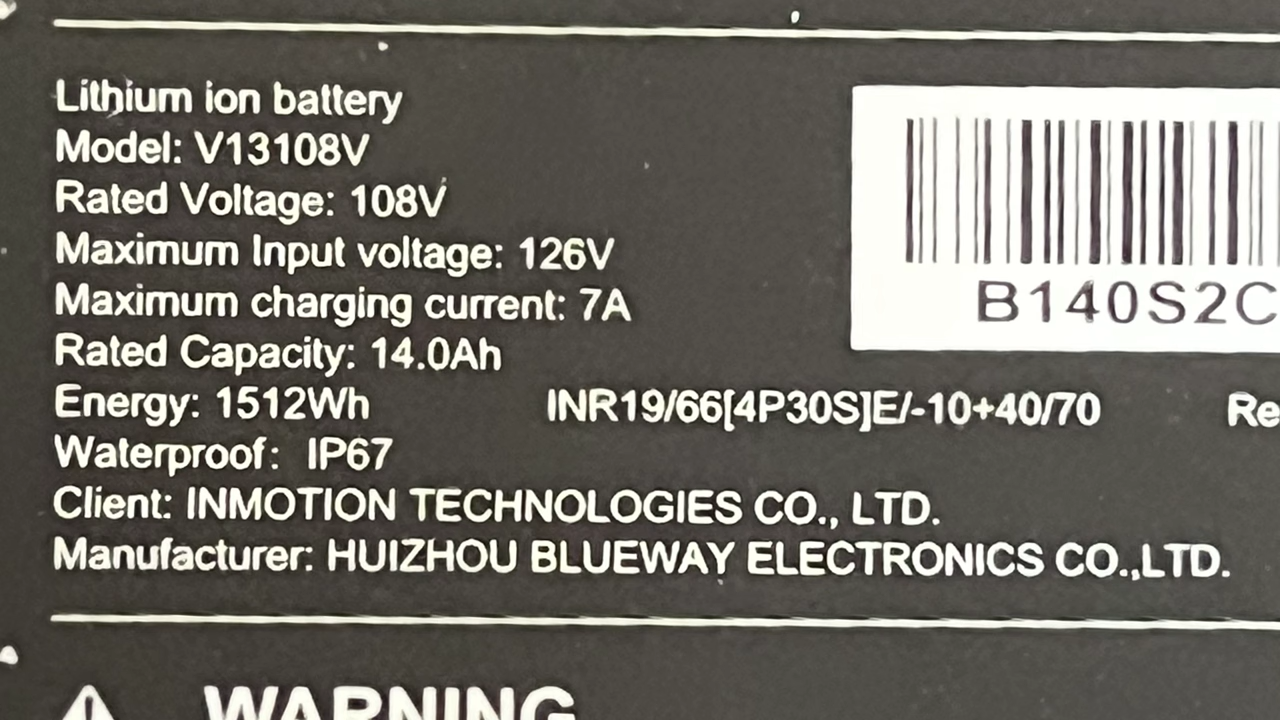 Lithium ion battery
Model: V13108V
Rated Voltage: 108V
Maximum Input voltage: 126V
Maximum charging current: 7A
Rated Capacity: 14.0Ah
Energy: 1512Wh INR19/66[4P30S]E/-10+40/70 Re
Waterproof: IP67
Client: INMOTION TECHNOLOGIES CO., LTD.
Manufacturer: HUIZHOU BLUEWAY ELECTRONICS CO.,LTD.
B140S2C
WARNING